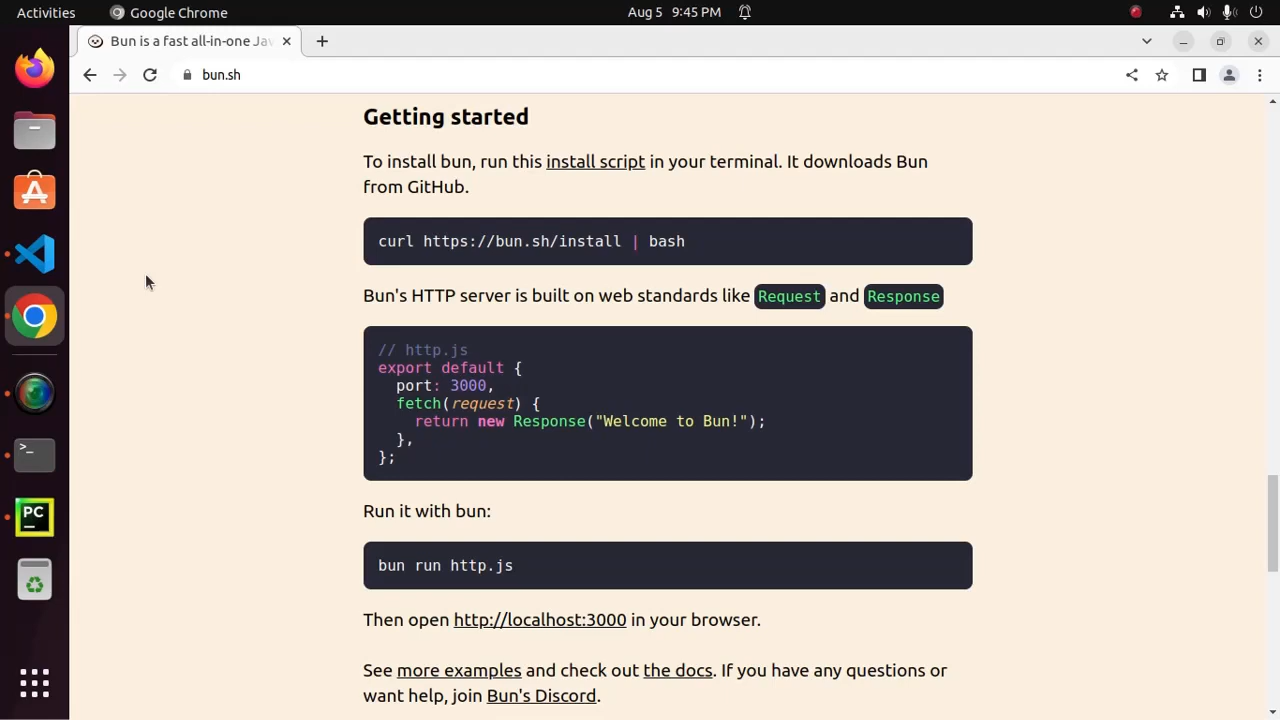 Activities
Google Chrome
Aug 5 9:45 PM
Bun is a fast all-in-one Jav
bun.sh
Getting started
To install bun, run this install script in your terminal. It downloads Bun
from GitHub.
curl https://bun.sh/install | bash
Bun's HTTP server is built on web standards like Request and Response
// http.js
export default {
port: 3000,
fetch(request) {
return new Response("Welcome to Bun!");
},
};
Run it with bun:
bun run http.js
Then open http://localhost:3000 in your browser.
See more examples and check out the docs. If you have any questions or
want help, join Bun's Discord.
>_
PC